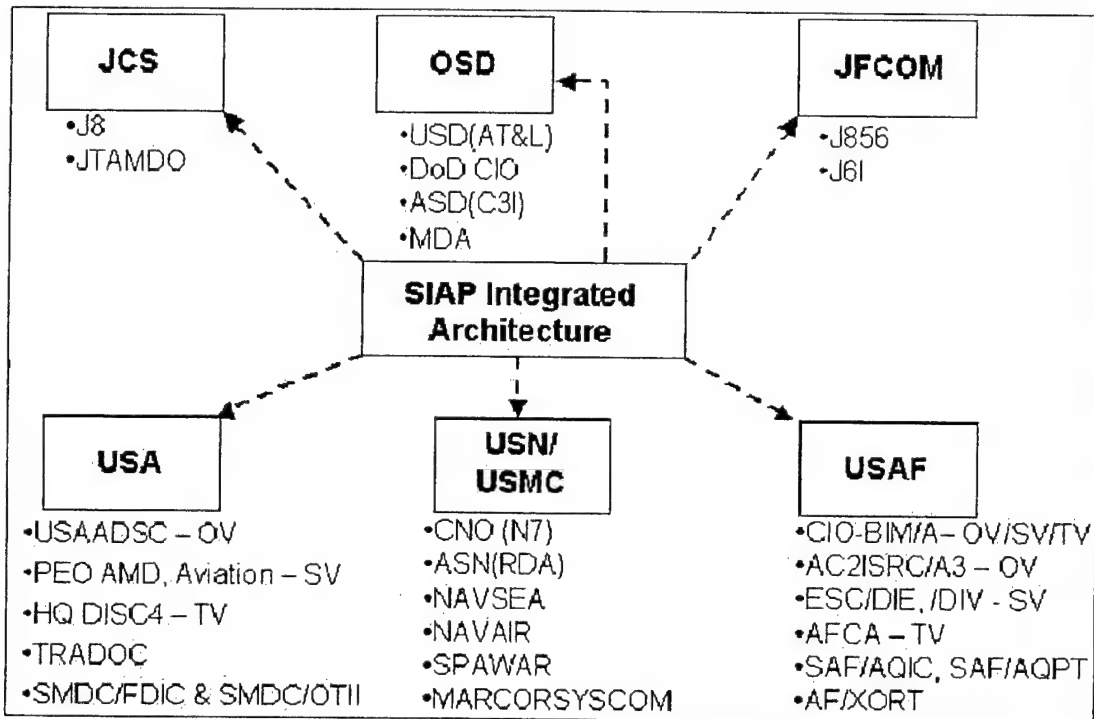 JCS
•J8
•JTAMDO
OSD
•USD(AT&L)
•DoD CIO
•ASD(C3I)
•MDA
JFCOM
•J856
•J6I
SIAP Integrated
Architecture
USA
•USAADSC – OV
•PEO AMD, Aviation – SV
•HQ DISC4 – TV
•TRADOC
•SMDC/FDIC & SMDC/OTII
USN/
USMC
•CNO (N7)
•ASN(RDA)
•NAVSEA
•NAVAIR
•SPAWAR
•MARCORSYSCOM
USAF
•CIO-BIM/A– OV/SV/TV
•AC2ISRC/A3 – OV
•ESC/DIE, /DIV - SV
•AFCA – TV
•SAF/AQIC, SAF/AQPT
•AF/XORT